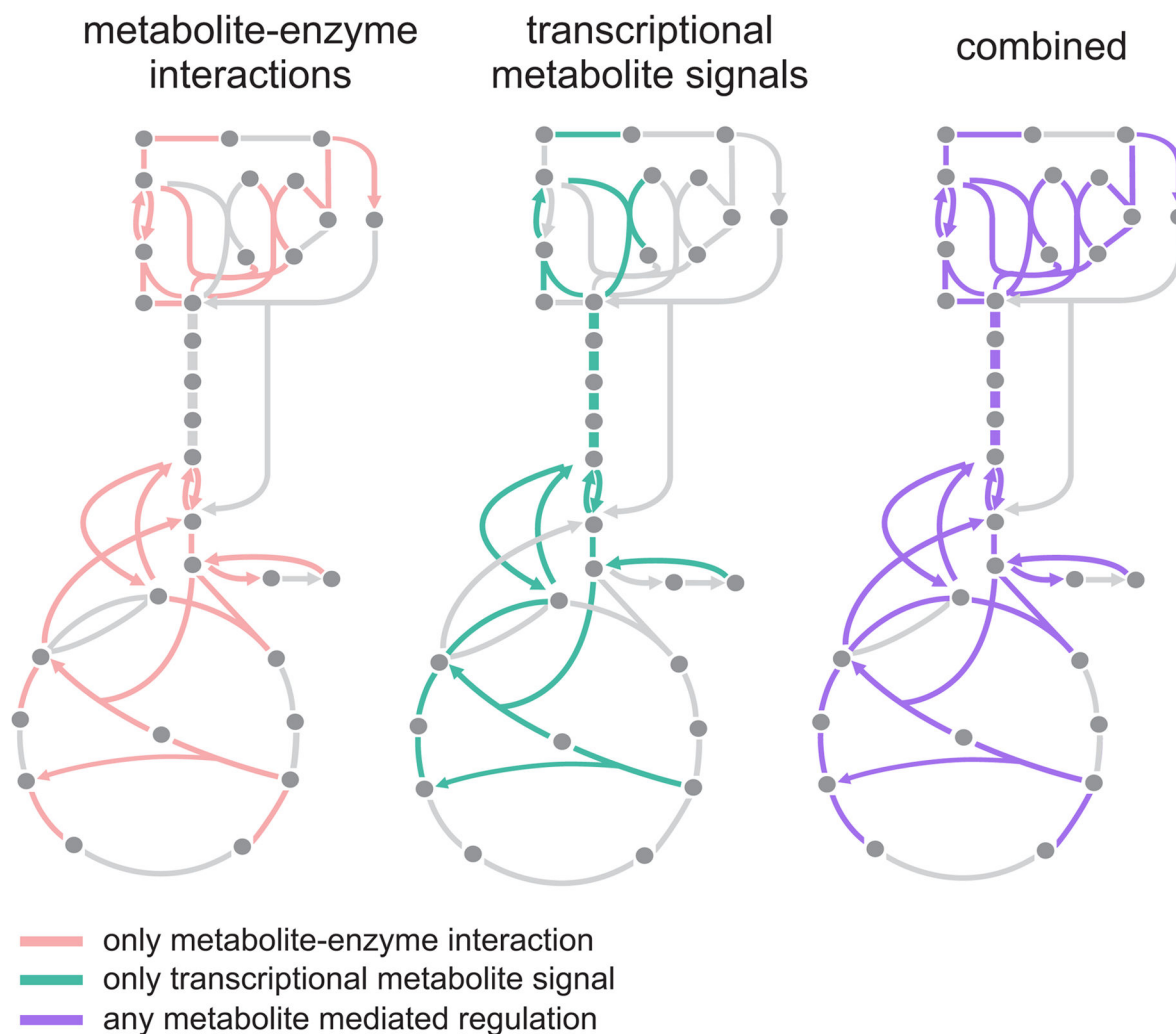 metabolite-enzyme
interactions
transcriptional
metabolite signals
combined
only metabolite-enzyme interaction
only transcriptional metabolite signal
any metabolite mediated regulation